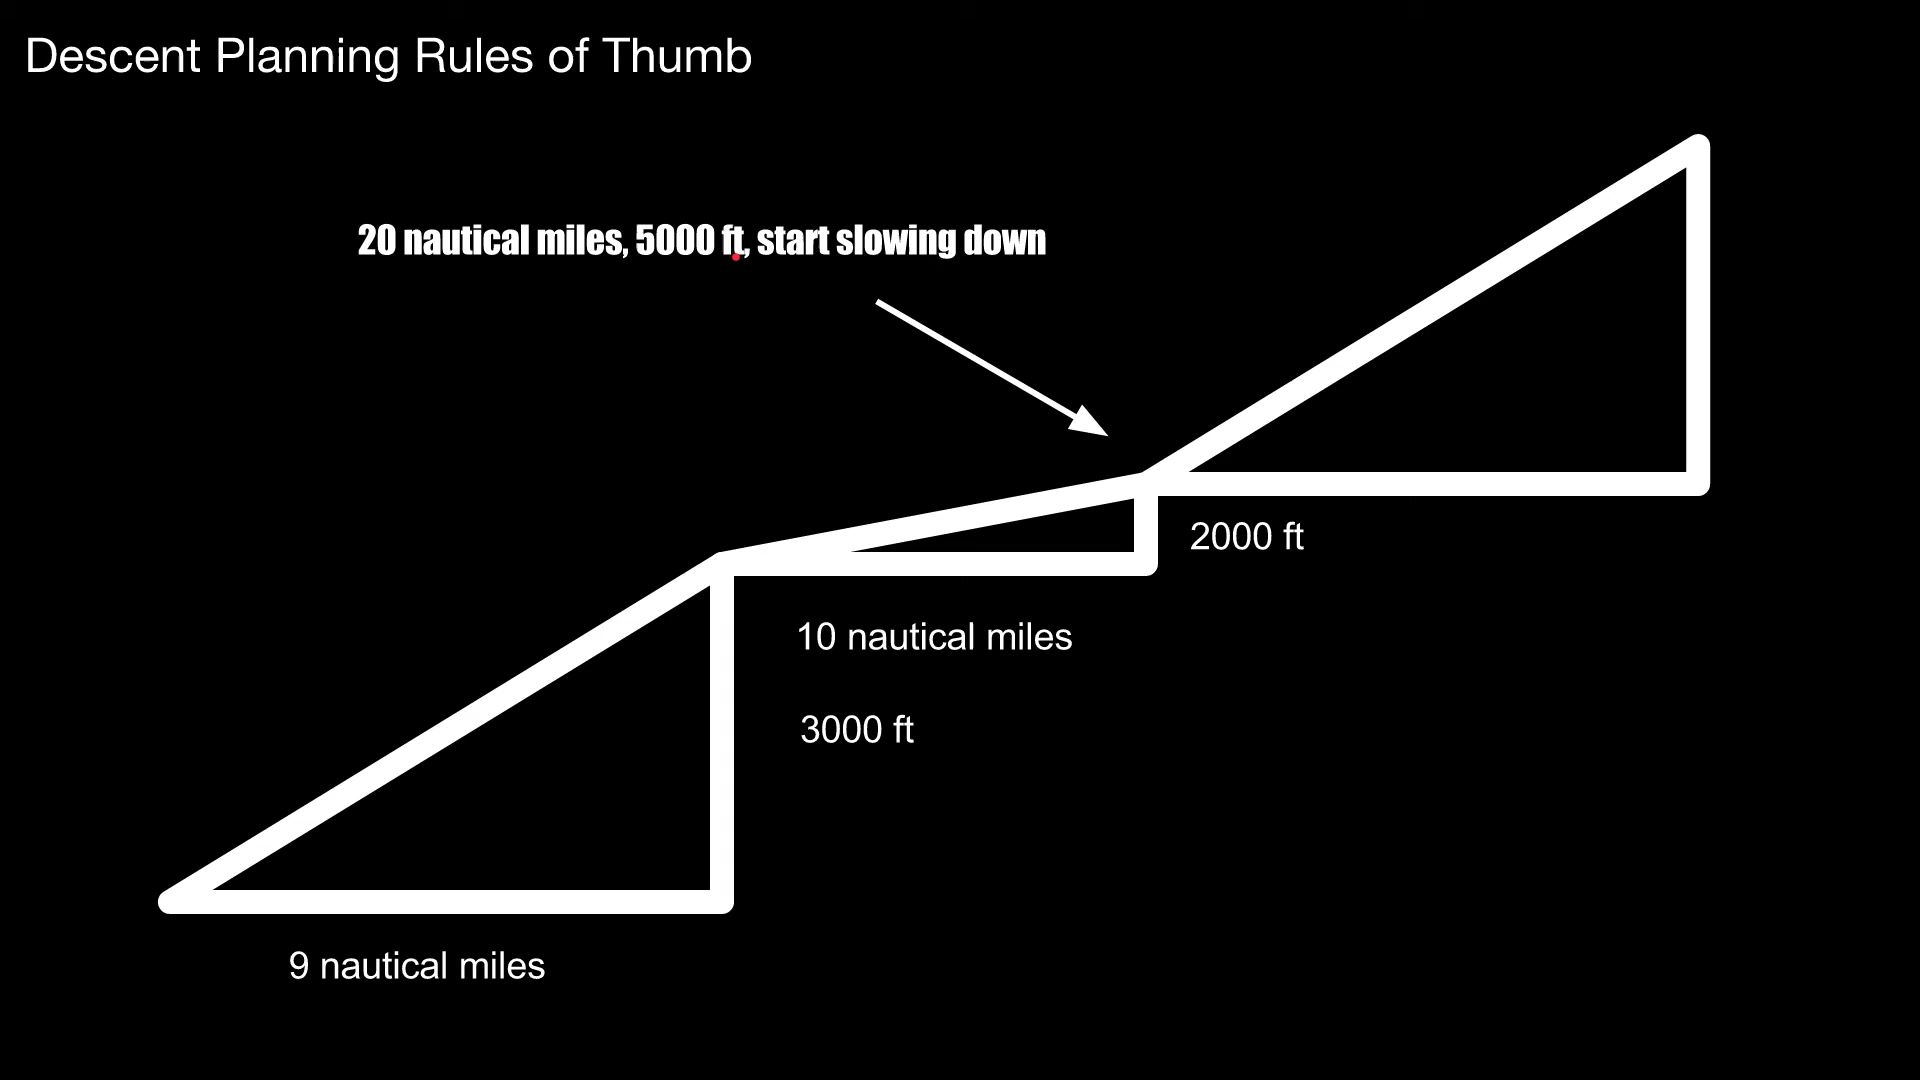 Descent Planning Rules of Thumb
20 nautical miles, 5000 ft, start slowing down
2000 ft
10 nautical miles
3000 ft
9 nautical miles